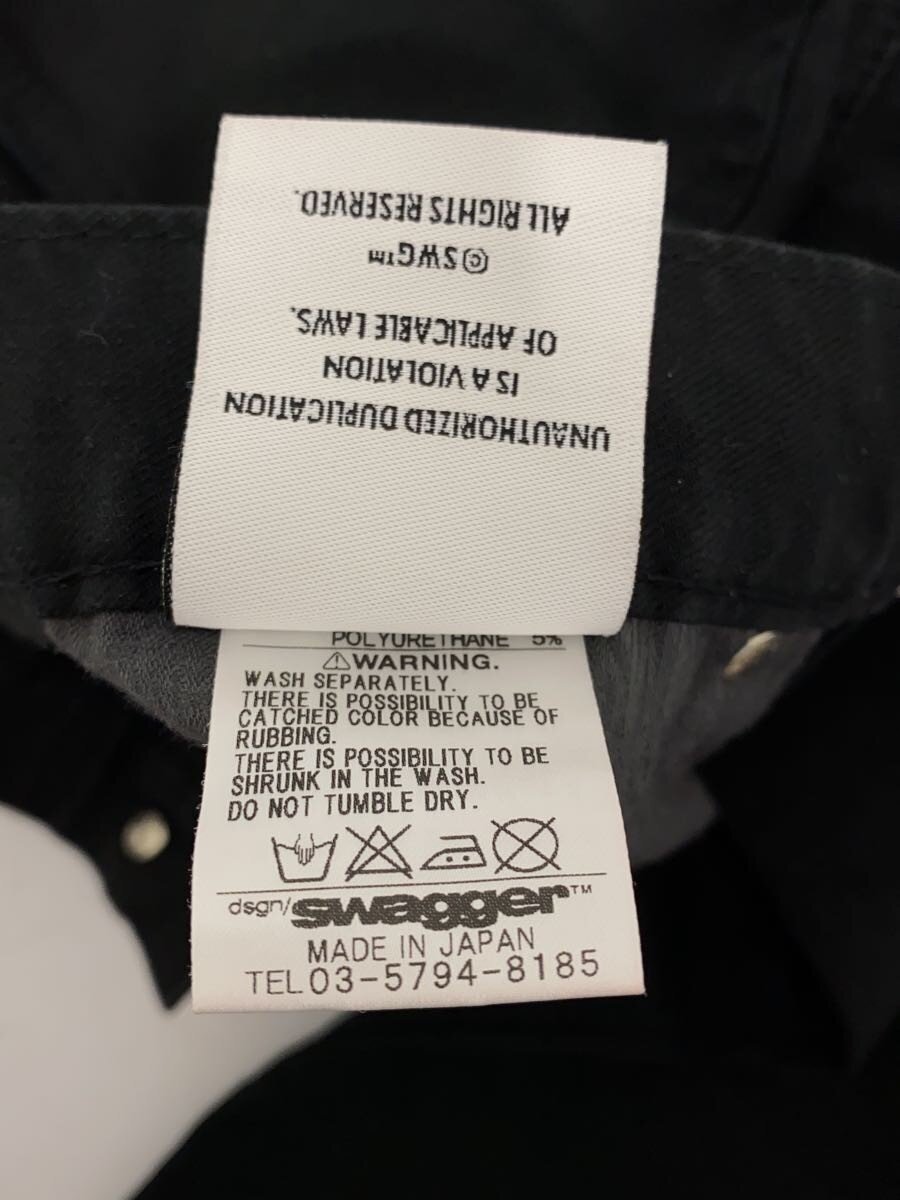 UNAUTHORIZED DUPLICATION
IS A VIOLATION
OF APPLICABLE LAWS.
©SWG™
ALL RIGHTS RESERVED.
POLYURETHANE 5%
⚠WARNING.
WASH SEPARATELY.
THERE IS POSSIBILITY TO BE
CATCHED COLOR BECAUSE OF
RUBBING.
THERE IS POSSIBILITY TO BE
SHRUNK IN THE WASH.
DO NOT TUMBLE DRY.
dsgn/swagger™
MADE IN JAPAN
TEL.03-5794-8185